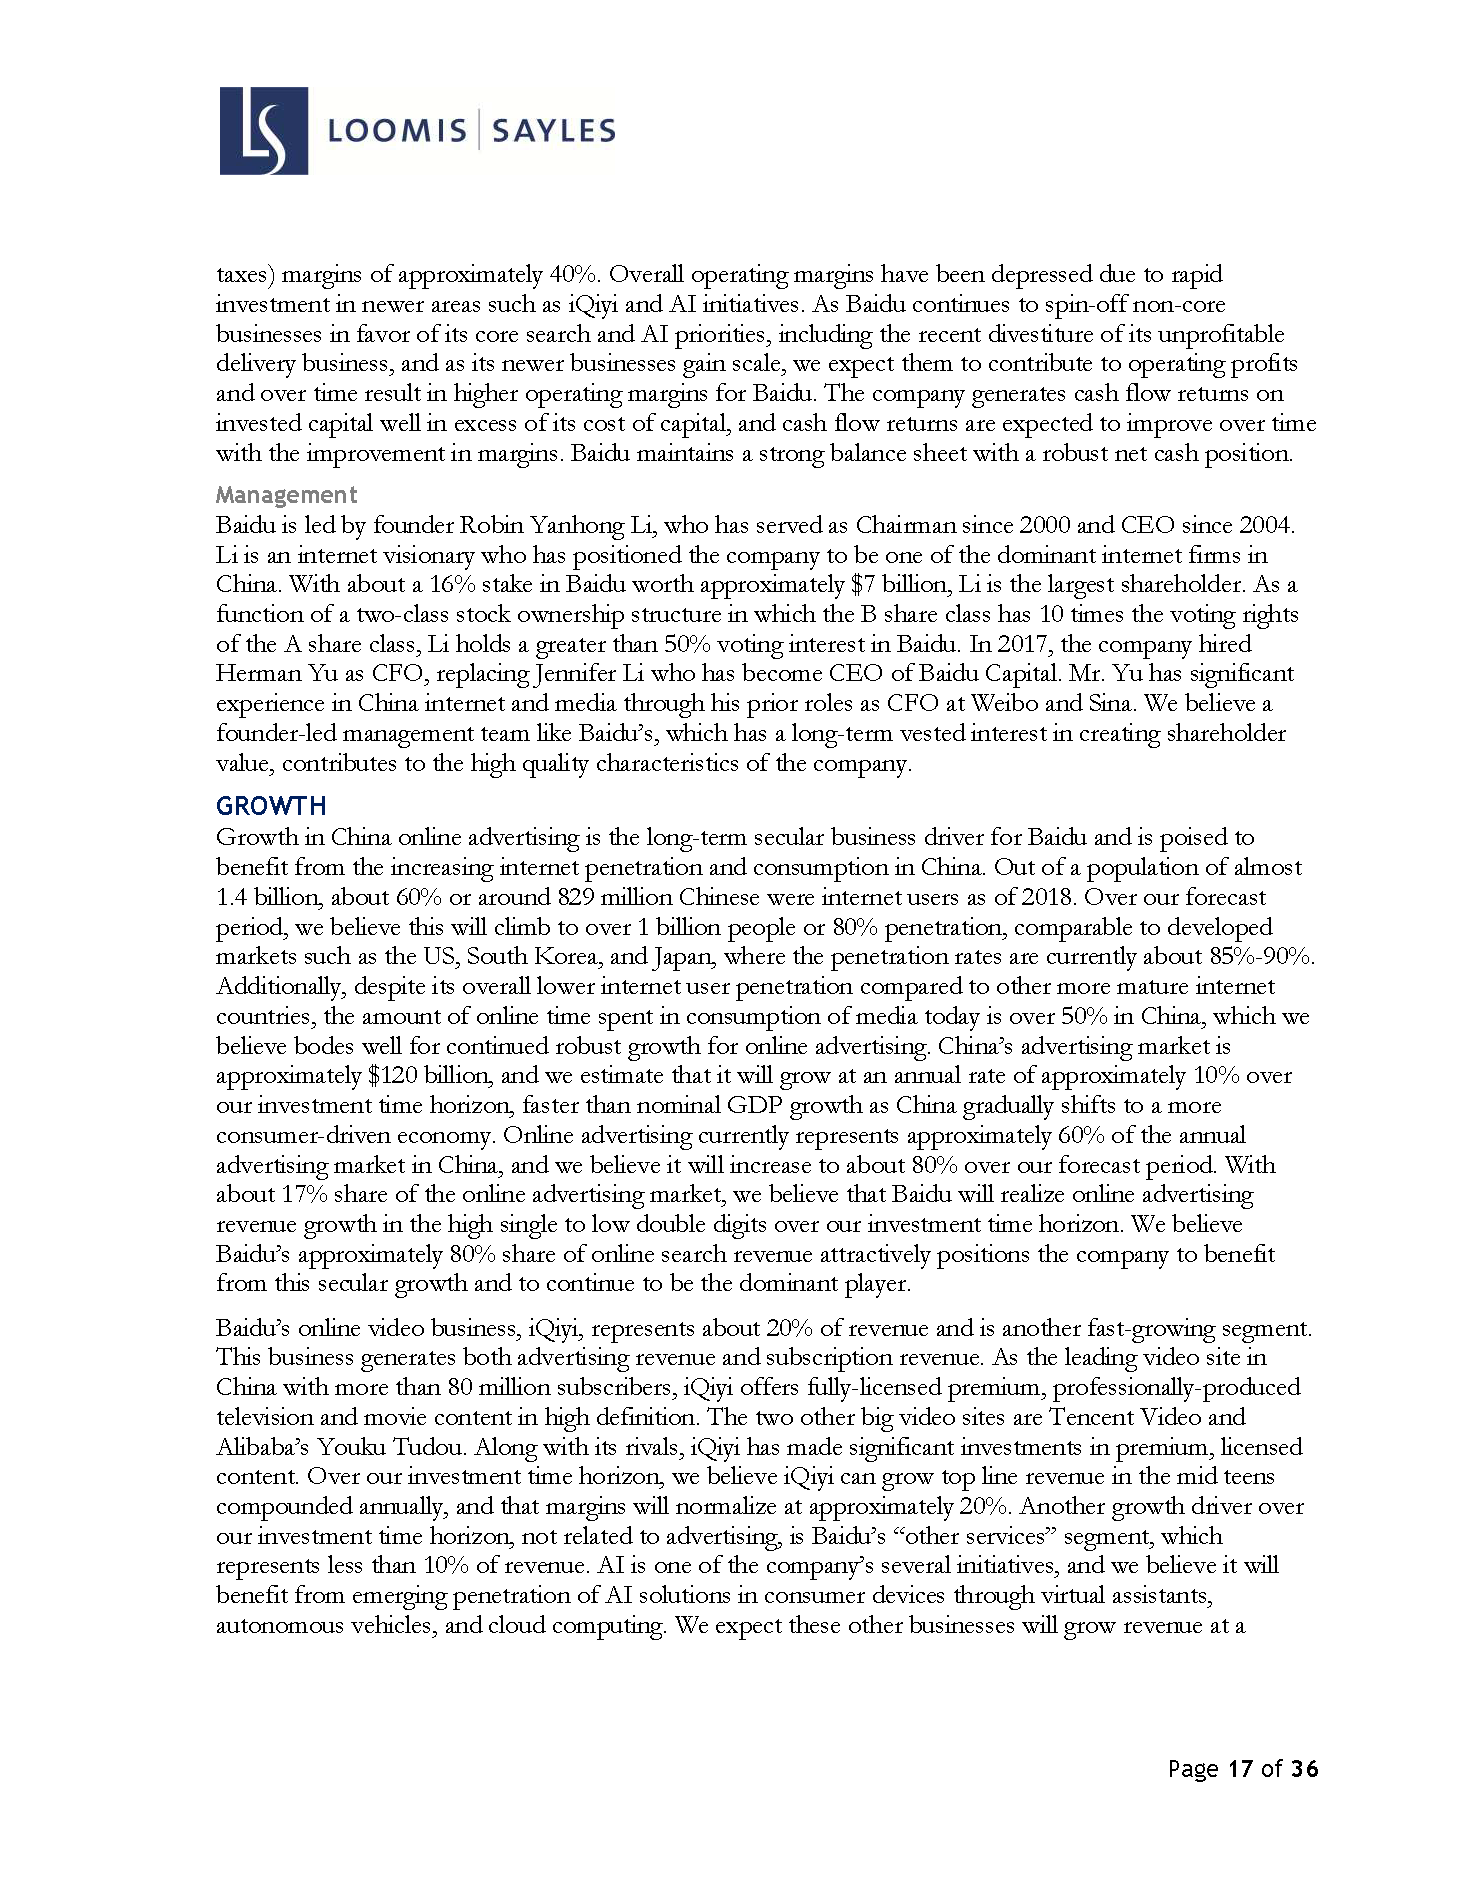 LS LOOMIS | SAYLES
taxes) margins of approximately 40%. Overall operating margins have been depressed due to rapid
investment in newer areas such as iQiyi and AI initiatives. As Baidu continues to spin-off non-core
businesses in favor of its core search and AI priorities, including the recent divestiture of its unprofitable
delivery business, and as its newer businesses gain scale, we expect them to contribute to operating profits
and over time result in higher operating margins for Baidu. The company generates cash flow returns on
invested capital well in excess of its cost of capital, and cash flow returns are expected to improve over time
with the improvement in margins. Baidu maintains a strong balance sheet with a robust net cash position.
Management
Baidu is led by founder Robin Yanhong Li, who has served as Chairman since 2000 and CEO since 2004.
Li is an internet visionary who has positioned the company to be one of the dominant internet firms in
China. With about a 16% stake in Baidu worth approximately $7 billion, Li is the largest shareholder. As a
function of a two-class stock ownership structure in which the B share class has 10 times the voting rights
of the A share class, Li holds a greater than 50% voting interest in Baidu. In 2017, the company hired
Herman Yu as CFO, replacing Jennifer Li who has become CEO of Baidu Capital. Mr. Yu has significant
experience in China internet and media through his prior roles as CFO at Weibo and Sina. We believe a
founder-led management team like Baidu's, which has a long-term vested interest in creating shareholder
value, contributes to the high quality characteristics of the company.
GROWTH
Growth in China online advertising is the long-term secular business driver for Baidu and is poised to
benefit from the increasing internet penetration and consumption in China. Out of a population of almost
1.4 billion, about 60% or around 829 million Chinese were internet users as of 2018. Over our forecast
period, we believe this will climb to over 1 billion people or 80% penetration, comparable to developed
markets such as the US, South Korea, and Japan, where the penetration rates are currently about 85%-90%.
Additionally, despite its overall lower internet user penetration compared to other more mature internet
countries, the amount of online time spent in consumption of media today is over 50% in China, which we
believe bodes well for continued robust growth for online advertising. China's advertising market is
approximately $120 billion, and we estimate that it will grow at an annual rate of approximately 10% over
our investment time horizon, faster than nominal GDP growth as China gradually shifts to a more
consumer-driven economy. Online advertising currently represents approximately 60% of the annual
advertising market in China, and we believe it will increase to about 80% over our forecast period. With
about 17% share of the online advertising market, we believe that Baidu will realize online advertising
revenue growth in the high single to low double digits over our investment time horizon. We believe
Baidu's approximately 80% share of online search revenue attractively positions the company to benefit
from this secular growth and to continue to be the dominant player.
Baidu's online video business, iQiyi, represents about 20% of revenue and is another fast-growing segment.
This business generates both advertising revenue and subscription revenue. As the leading video site in
China with more than 80 million subscribers, iQiyi offers fully-licensed premium, professionally-produced
television and movie content in high definition. The two other big video sites are Tencent Video and
Alibaba's Youku Tudou. Along with its rivals, iQiyi has made significant investments in premium, licensed
content. Over our investment time horizon, we believe iQiyi can grow top line revenue in the mid teens
compounded annually, and that margins will normalize at approximately 20%. Another growth driver over
our investment time horizon, not related to advertising, is Baidu's “other services” segment, which
represents less than 10% of revenue. AI is one of the company's several initiatives, and we believe it will
benefit from emerging penetration of AI solutions in consumer devices through virtual assistants,
autonomous vehicles, and cloud computing. We expect these other businesses will grow revenue at a
Page 17 of 36